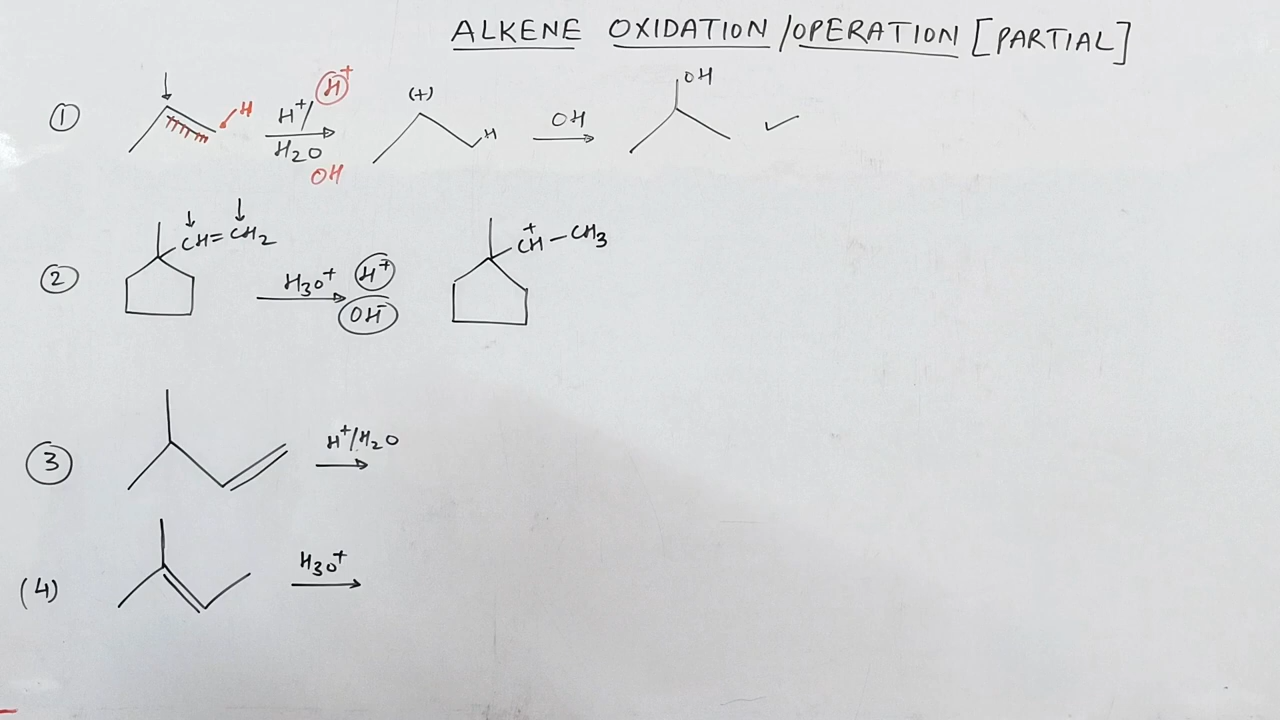 ALKENE OXIDATION /OPERATION [PARTIAL]
① H H⁺/ H⁺ H2O OH (+) H OH OH ✓
② CH=CH2 H3O⁺ H⁺ OH⁻ CH⁺–CH3
③ H⁺/H2O
(4) H3O⁺